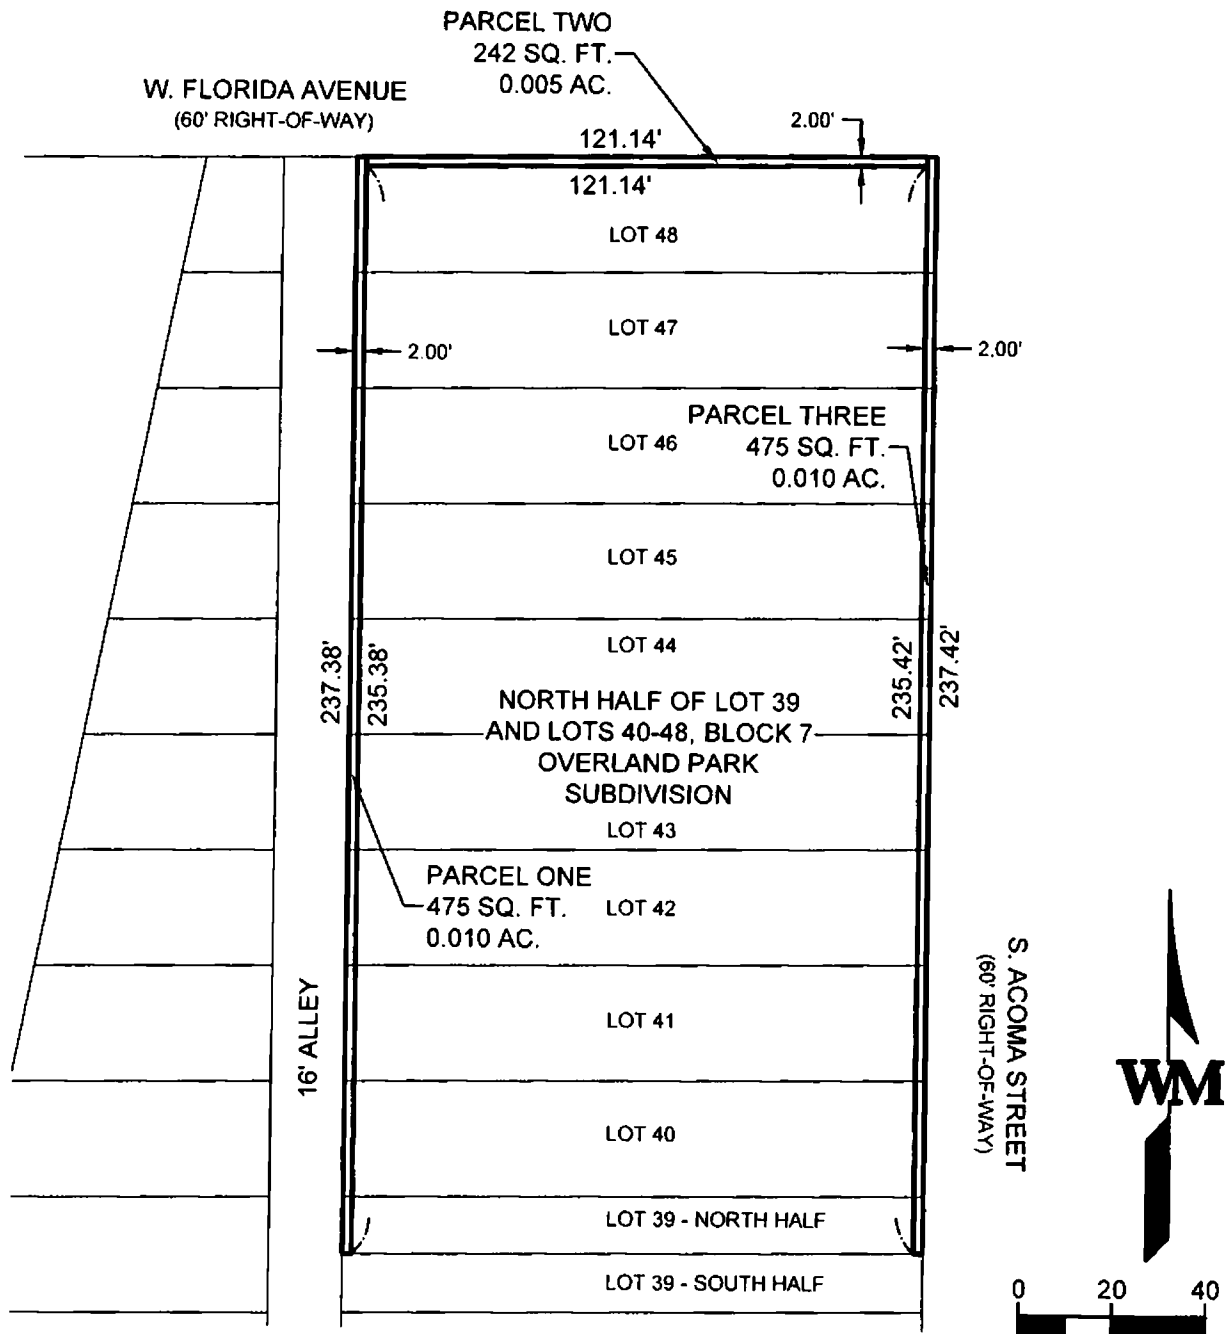 PARCEL TWO
242 SQ. FT.
0.005 AC.
W. FLORIDA AVENUE
(60' RIGHT-OF-WAY)
2.00'
121.14'
121.14'
LOT 48
LOT 47
2.00'
2.00'
PARCEL THREE
475 SQ. FT.
0.010 AC.
LOT 46
LOT 45
LOT 44
237.38'
235.38'
235.42'
237.42'
NORTH HALF OF LOT 39
AND LOTS 40-48, BLOCK 7
OVERLAND PARK
SUBDIVISION
LOT 43
PARCEL ONE
475 SQ. FT.
0.010 AC.
LOT 42
LOT 41
16' ALLEY
S. ACOMA STREET
(60' RIGHT-OF-WAY)
WM
LOT 40
LOT 39 - NORTH HALF
LOT 39 - SOUTH HALF
0 20 40